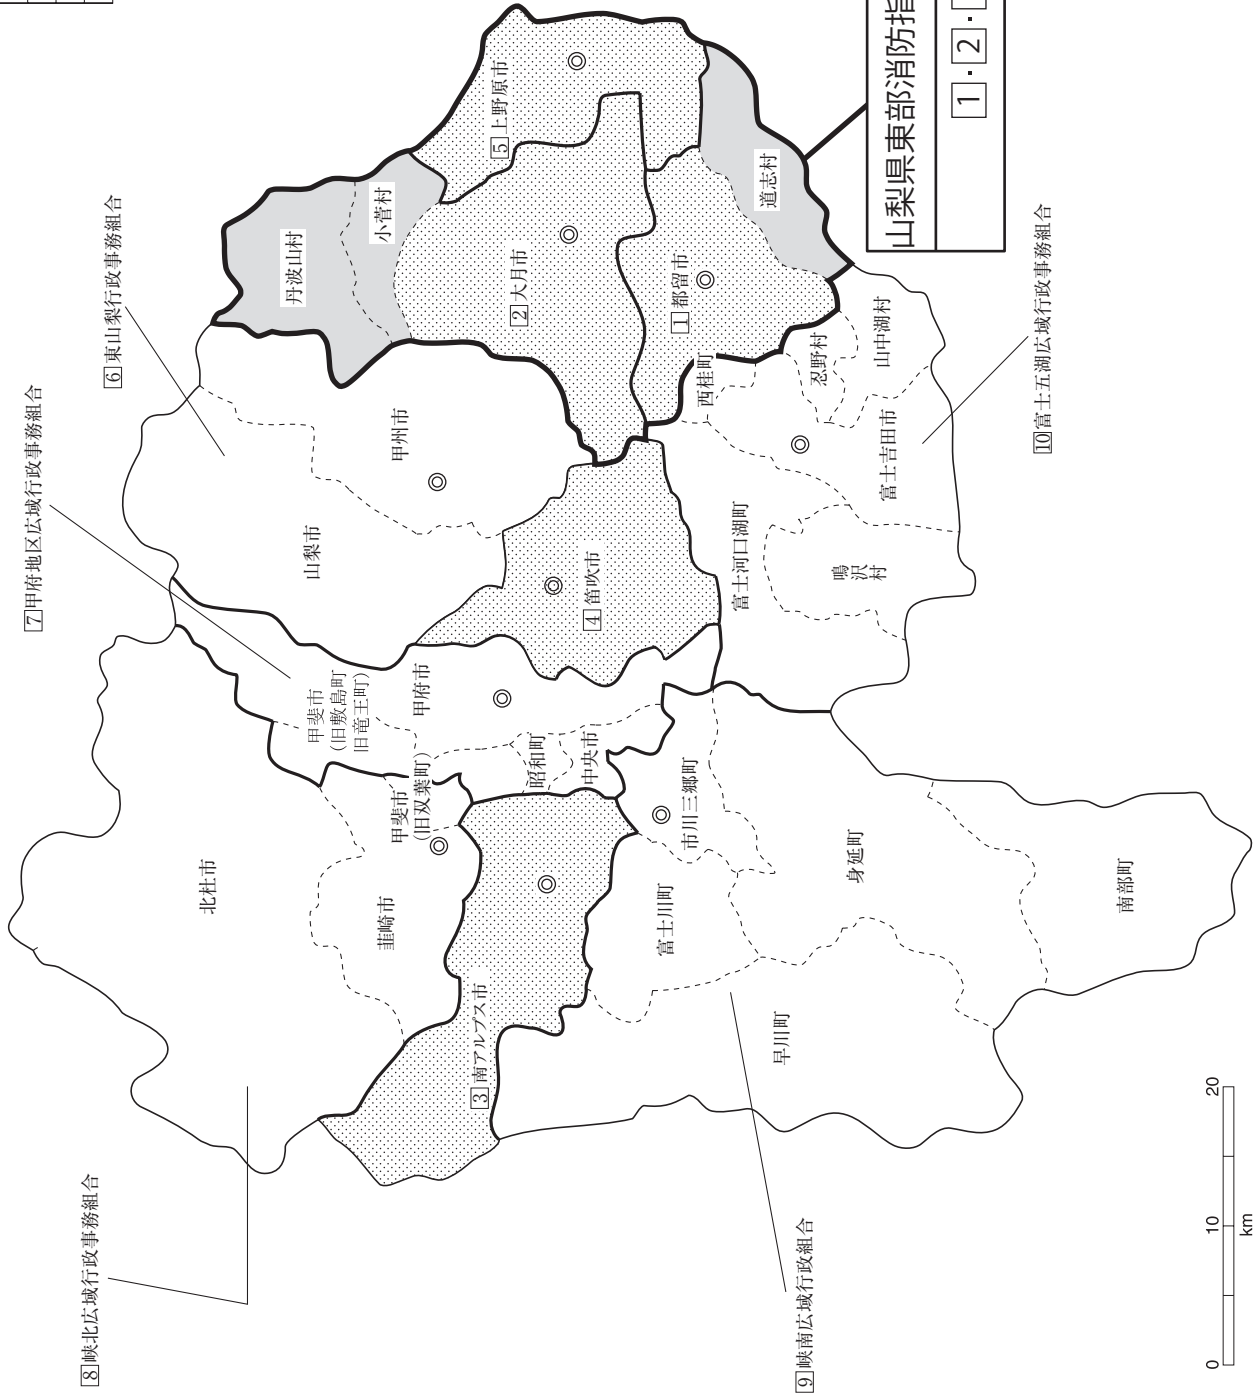 6東山梨行政事務組合
7甲府地区広域行政事務組合
8峡北広域行政事務組合
9峡南広域行政組合
10富士五湖広域行政事務組合
丹波山村
小菅村
5上野原市
2大月市
1都留市
道志村
山梨県東部消防指
1・2・
甲州市
山梨市
4笛吹市
西桂町
忍野村
山中湖村
富士吉田市
富士河口湖町
鳴沢村
甲斐市
(旧敷島町
旧竜王町)
甲府市
昭和町
中央市
甲斐市
(旧双葉町)
北杜市
韮崎市
3南アルプス市
市川三郷町
富士川町
身延町
早川町
南部町
0 10 20
km